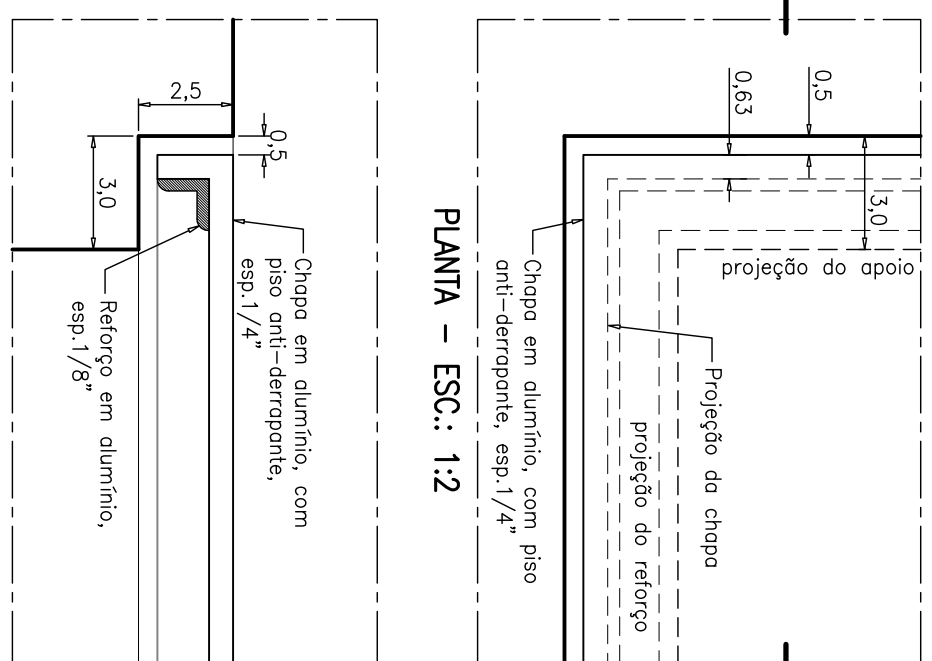 0,63
0,5
3,0
projeção do apoio
Projeção da chapa
projeção do reforço
Chapa em alumínio, com piso
anti-derrapante, esp.1/4"
PLANTA - ESC.: 1:2
2,5
0,5
3,0
Chapa em alumínio, com
piso anti-derrapante,
esp.1/4"
Reforço em alumínio,
esp.1/8"